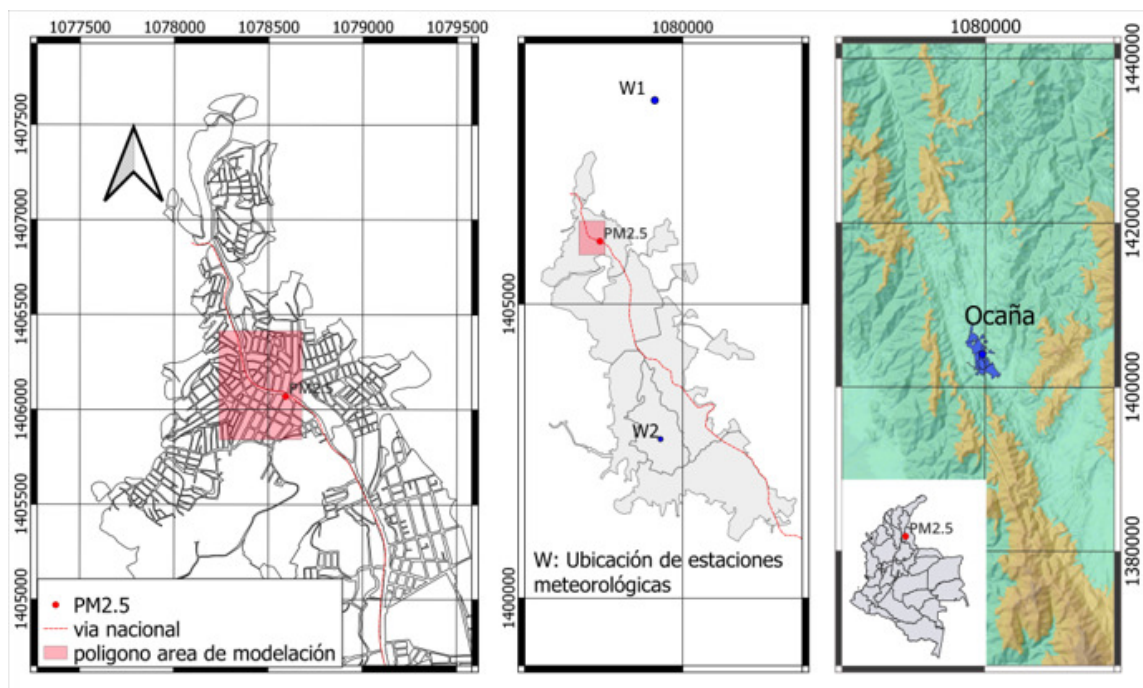 1077500 1078000 1078500 1079000 1079500
1407500
1407000
1406500
1406000
1405500
1405000
PM2.5
PM2.5
via nacional
poligono area de modelación
1080000
W1
PM2.5
1405000
W2
W: Ubicación de estaciones
meteorológicas
1400000
1080000
1440000
1420000
Ocaña
1400000
PM2.5
1380000